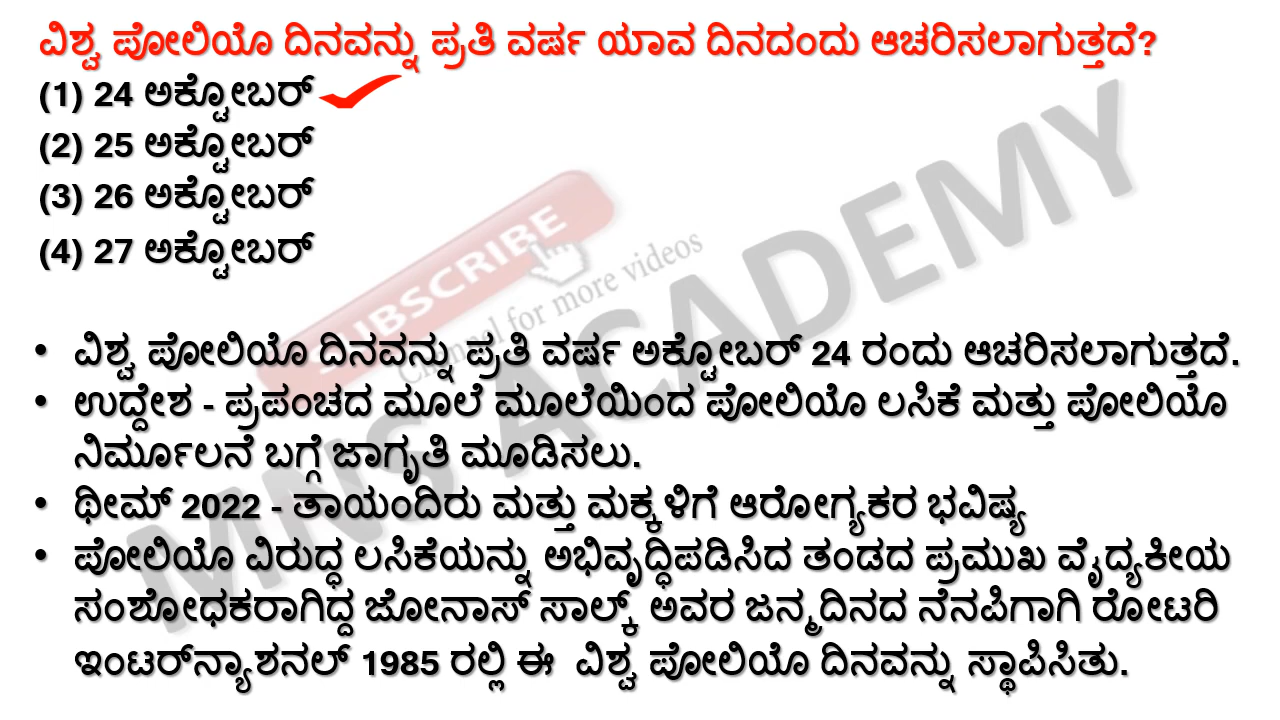 ವಿಶ್ವ ಪೋಲಿಯೊ ದಿನವನ್ನು ಪ್ರತಿ ವರ್ಷ ಯಾವ ದಿನದಂದು ಆಚರಿಸಲಾಗುತ್ತದೆ?
(1) 24 ಅಕ್ಟೋಬರ್
(2) 25 ಅಕ್ಟೋಬರ್
(3) 26 ಅಕ್ಟೋಬರ್
(4) 27 ಅಕ್ಟೋಬರ್
SUBSCRIBE
Channel for more videos
MNS ACADEMY
• ವಿಶ್ವ ಪೋಲಿಯೊ ದಿನವನ್ನು ಪ್ರತಿ ವರ್ಷ ಅಕ್ಟೋಬರ್ 24 ರಂದು ಆಚರಿಸಲಾಗುತ್ತದೆ.
• ಉದ್ದೇಶ - ಪ್ರಪಂಚದ ಮೂಲೆ ಮೂಲೆಯಿಂದ ಪೋಲಿಯೊ ಲಸಿಕೆ ಮತ್ತು ಪೋಲಿಯೊ
ನಿರ್ಮೂಲನೆ ಬಗ್ಗೆ ಜಾಗೃತಿ ಮೂಡಿಸಲು.
• ಥೀಮ್ 2022 - ತಾಯಂದಿರು ಮತ್ತು ಮಕ್ಕಳಿಗೆ ಆರೋಗ್ಯಕರ ಭವಿಷ್ಯ
• ಪೋಲಿಯೊ ವಿರುದ್ಧ ಲಸಿಕೆಯನ್ನು ಅಭಿವೃದ್ಧಿಪಡಿಸಿದ ತಂಡದ ಪ್ರಮುಖ ವೈದ್ಯಕೀಯ
ಸಂಶೋಧಕರಾಗಿದ್ದ ಜೋನಾಸ್ ಸಾಲ್ಕ್ ಅವರ ಜನ್ಮದಿನದ ನೆನಪಿಗಾಗಿ ರೋಟರಿ
ಇಂಟರ್‌ನ್ಯಾಶನಲ್ 1985 ರಲ್ಲಿ ಈ ವಿಶ್ವ ಪೋಲಿಯೊ ದಿನವನ್ನು ಸ್ಥಾಪಿಸಿತು.